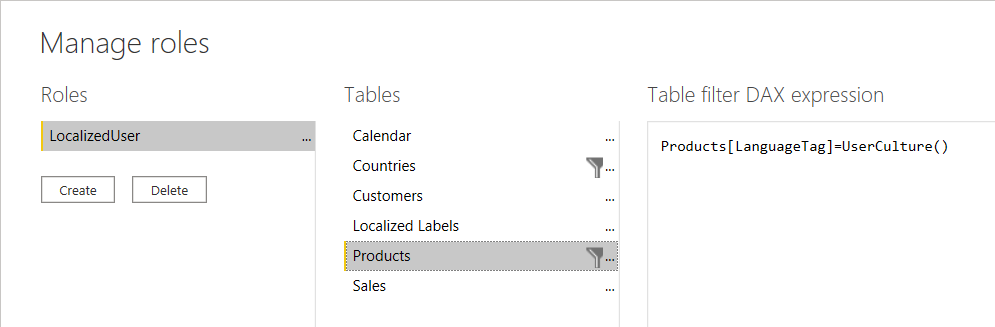 Manage roles
Roles
LocalizedUser ...
Create Delete
Tables
Calendar ...
Countries ...
Customers ...
Localized Labels ...
Products ...
Sales ...
Table filter DAX expression
Products[LanguageTag]=UserCulture()